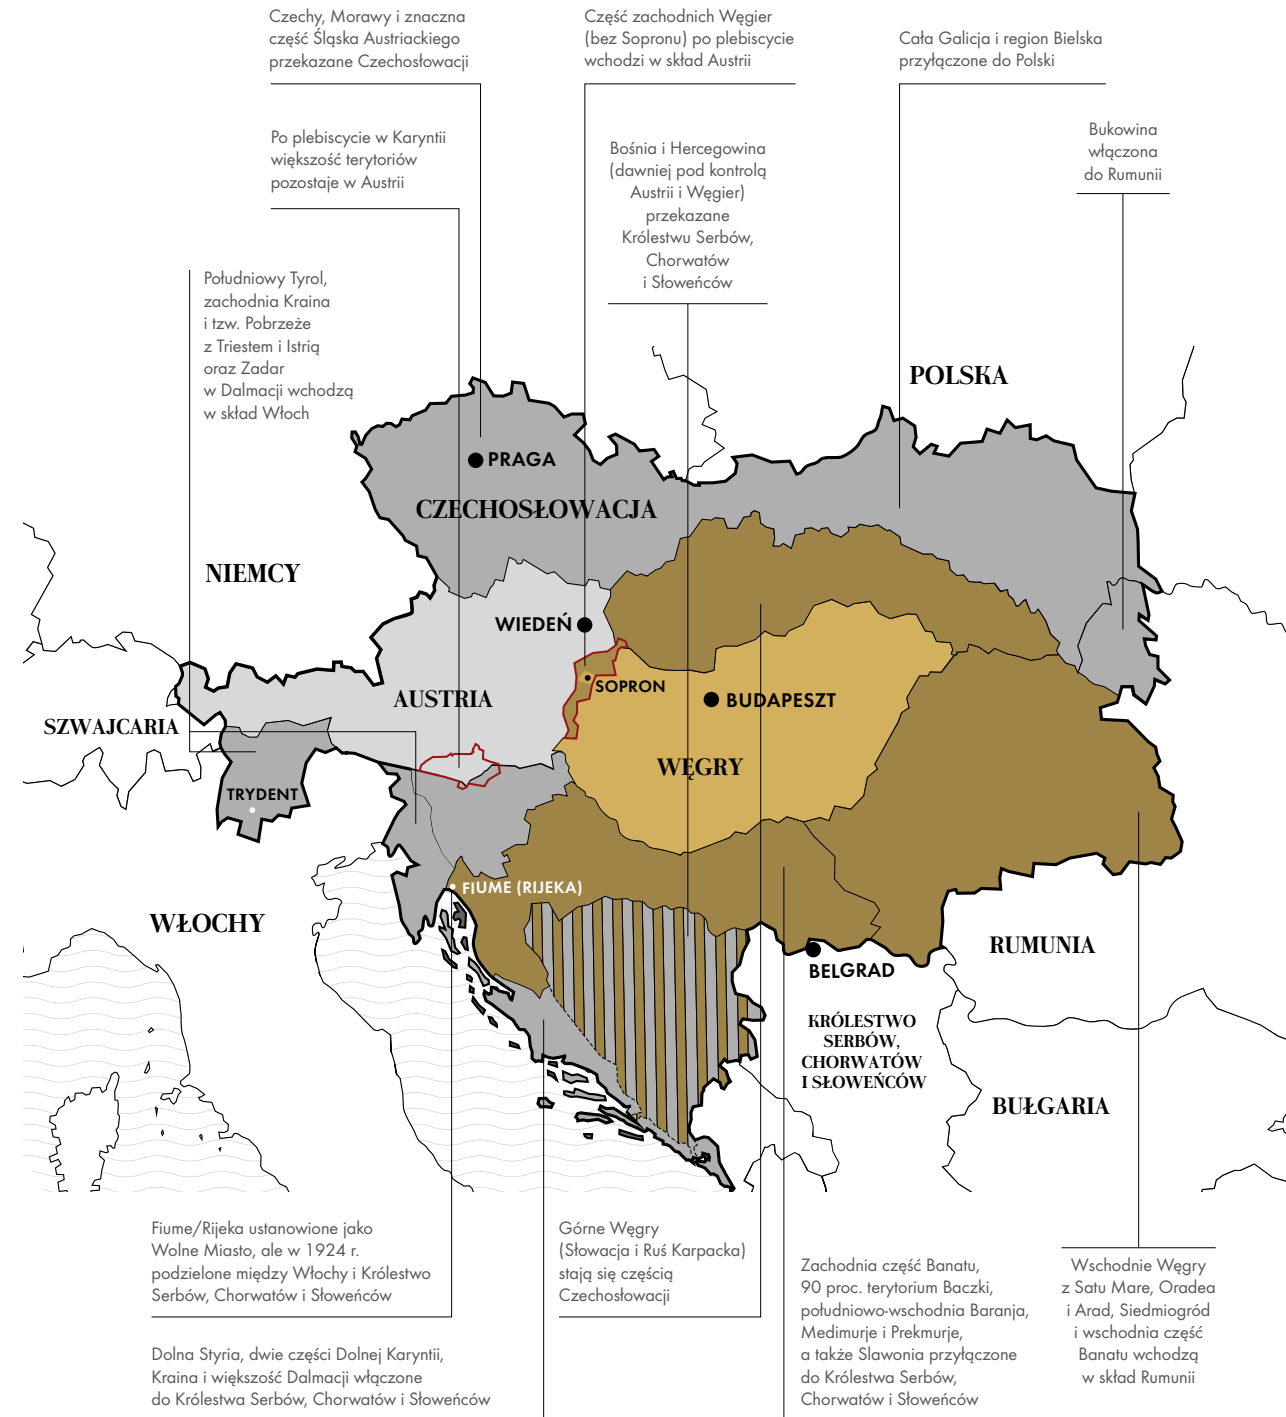 Czechy, Morawy i znaczna
część Śląska Austriackiego
przekazane Czechosłowacji
Część zachodnich Węgier
(bez Sopronu) po plebiscycie
wchodzi w skład Austrii
Cała Galicja i region Bielska
przyłączone do Polski
Po plebiscycie w Karyntii
większość terytoriów
pozostaje w Austrii
Bośnia i Hercegowina
(dawniej pod kontrolą
Austrii i Węgier)
przekazane
Królestwu Serbów,
Chorwatów
i Słoweńców
Bukowina
włączona
do Rumunii
Południowy Tyrol,
zachodnia Kraina
i tzw. Pobrzeże
z Triestem i Istrią
oraz Zadar
w Dalmacji wchodzą
w skład Włoch
POLSKA
PRAGA
CZECHOSŁOWACJA
NIEMCY
WIEDEŃ
SOPRON
AUSTRIA
BUDAPESZT
SZWAJCARIA
WĘGRY
TRYDENT
FIUME (RIJEKA)
WŁOCHY
RUMUNIA
BELGRAD
KRÓLESTWO
SERBÓW,
CHORWATÓW
I SŁOWEŃCÓW
BUŁGARIA
Fiume/Rijeka ustanowione jako
Wolne Miasto, ale w 1924 r.
podzielone między Włochy i Królestwo
Serbów, Chorwatów i Słoweńców
Górne Węgry
(Słowacja i Ruś Karpacka)
stają się częścią
Czechosłowacji
Zachodnia część Banatu,
90 proc. terytorium Baczki,
południowo-wschodnia Baranja,
Medimurje i Prekmurje,
a także Slawonia przyłączone
do Królestwa Serbów,
Chorwatów i Słoweńców
Wschodnie Węgry
z Satu Mare, Oradea
i Arad, Siedmiogród
i wschodnia część
Banatu wchodzą
w skład Rumunii
Dolna Styria, dwie części Dolnej Karyntii,
Kraina i większość Dalmacji włączone
do Królestwa Serbów, Chorwatów i Słoweńców